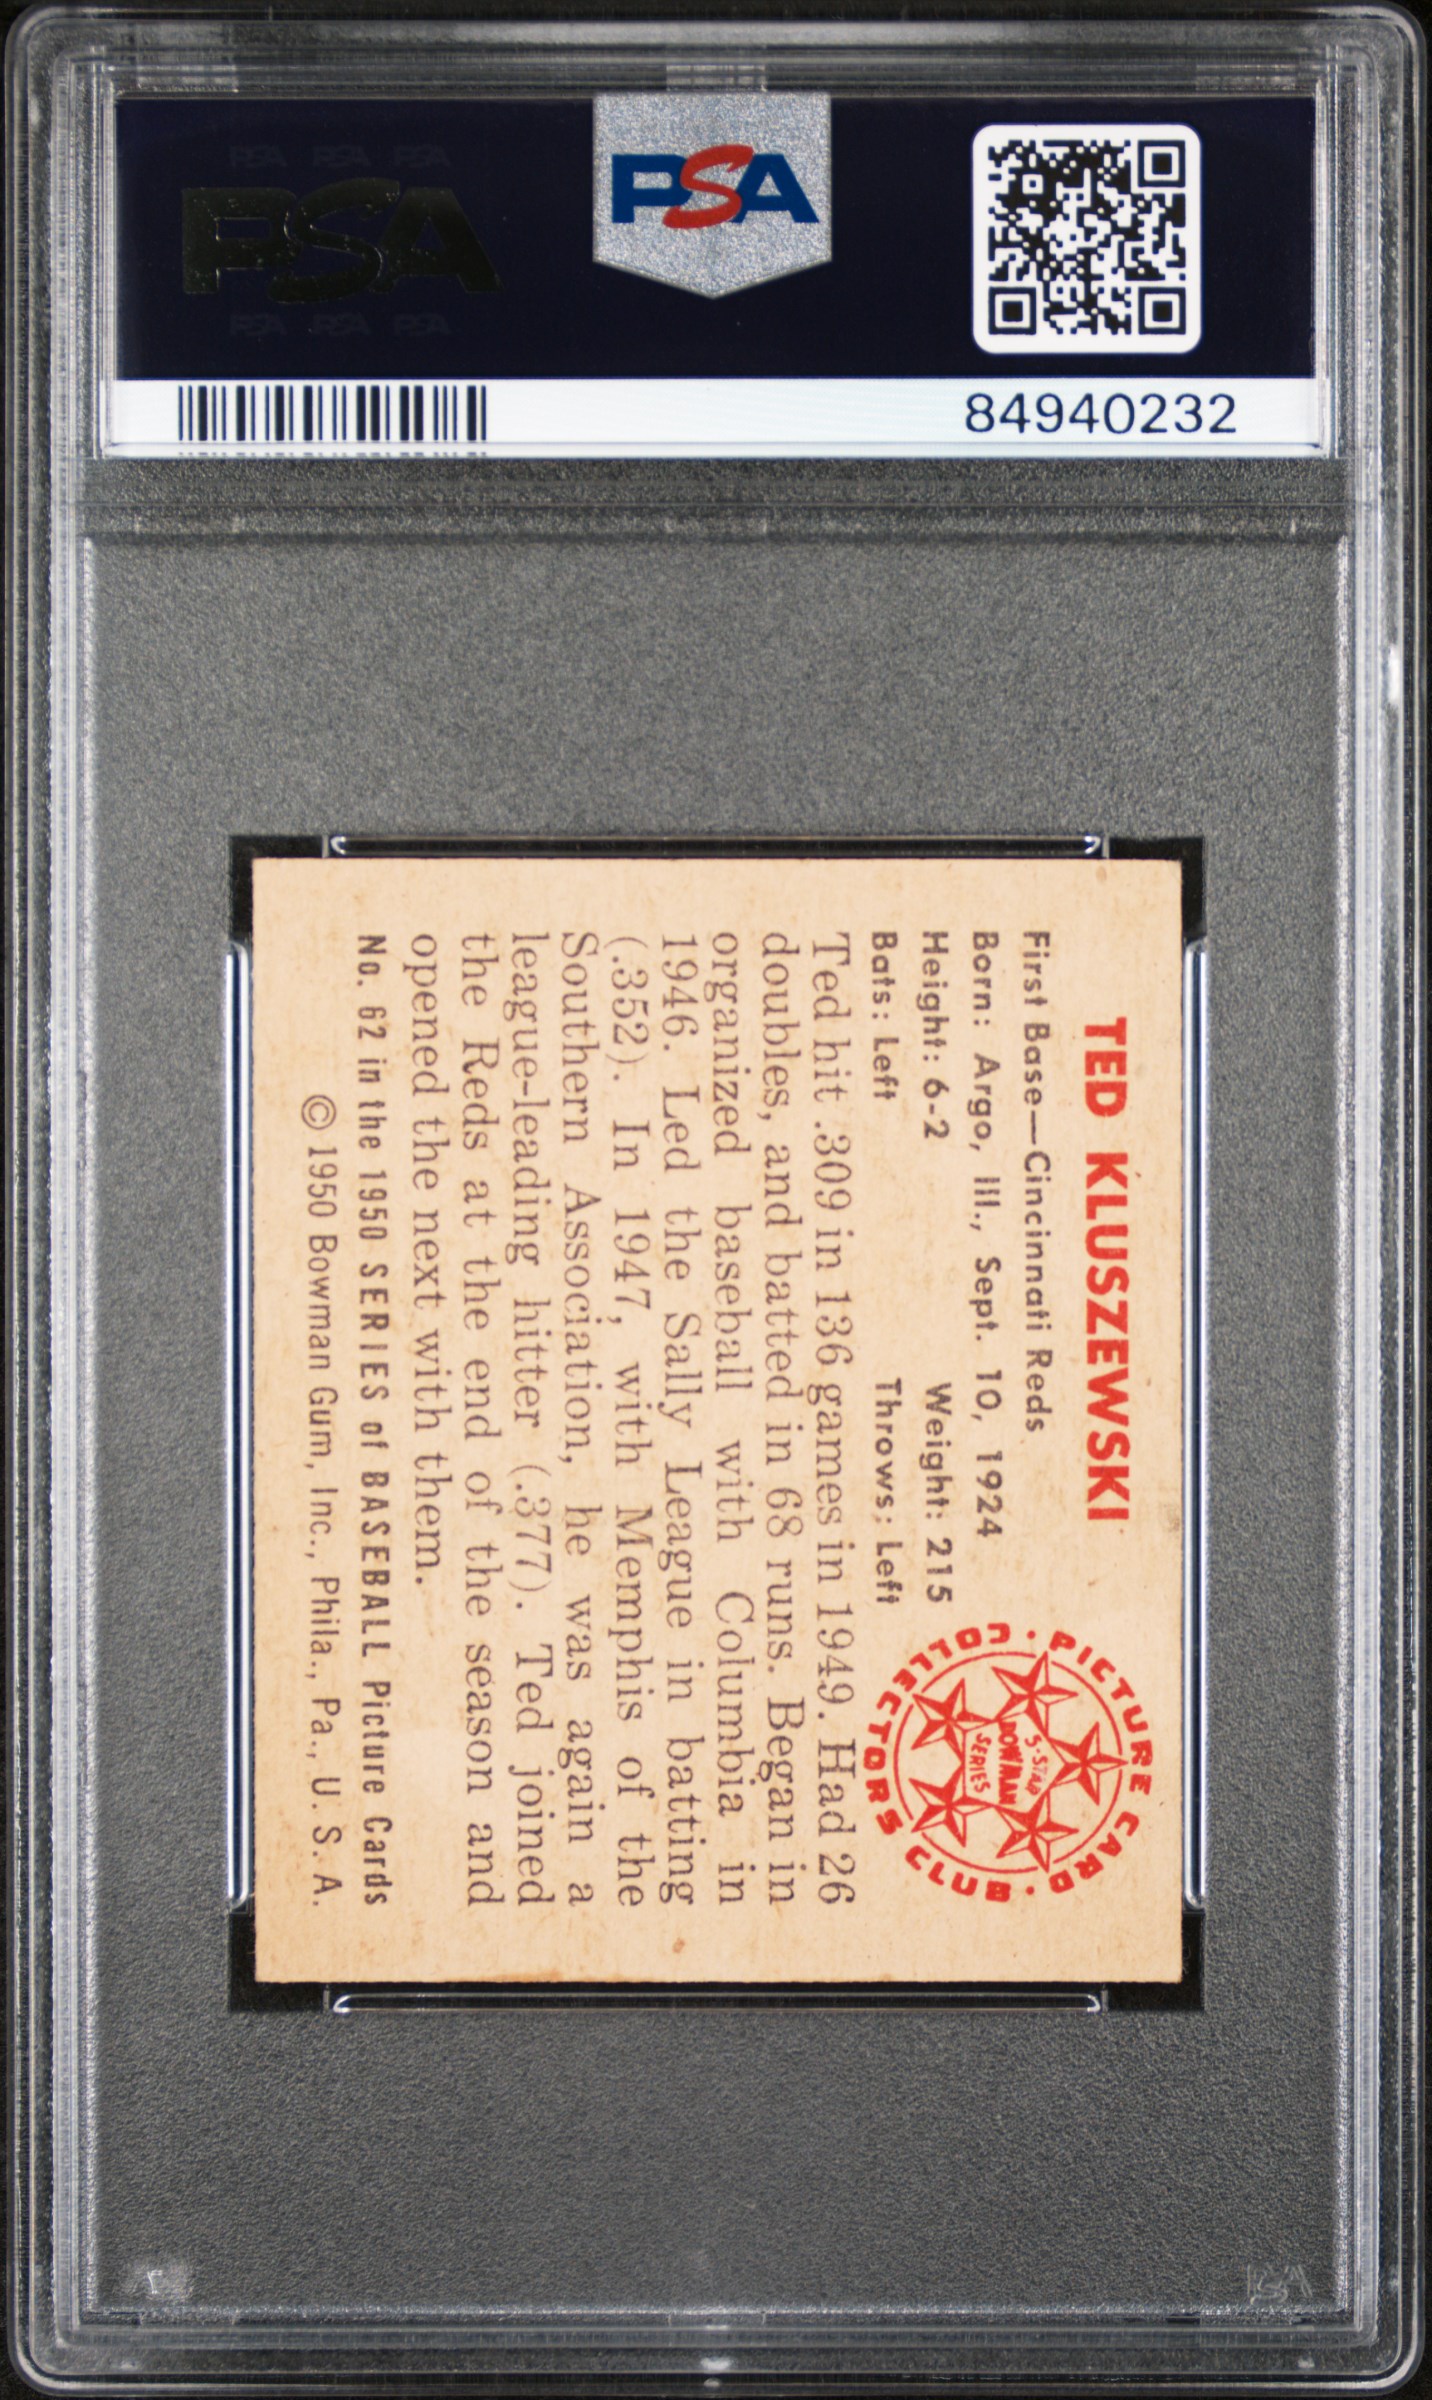 PSA
PSA
84940232
TED KLUSZEWSKI
First Base—Cincinnati Reds
Born: Argo, Ill., Sept. 10, 1924
Height: 6-2 Weight: 215
Bats: Left Throws: Left
Ted hit .309 in 136 games in 1949. Had 26
doubles, and batted in 68 runs. Began in
organized baseball with Columbia in
1946. Led the Sally League in batting
(.352). In 1947, with Memphis of the
Southern Association, he was again a
league-leading hitter (.377). Ted joined
the Reds at the end of the season and
opened the next with them.
No. 62 in the 1950 SERIES of BASEBALL Picture Cards
© 1950 Bowman Gum, Inc., Phila., Pa., U. S. A.
· PICTURE CARD ·
COLLECTORS CLUB
5-STAR
BOWMAN
SERIES
PSA